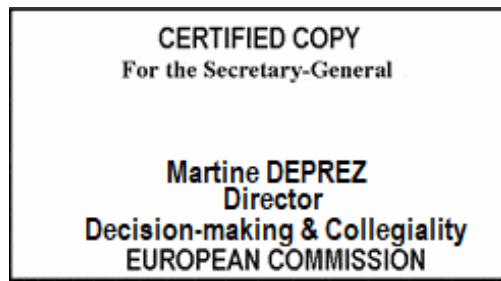 CERTIFIED COPY
For the Secretary-General
Martine DEPREZ
Director
Decision-making & Collegiality
EUROPEAN COMMISSION